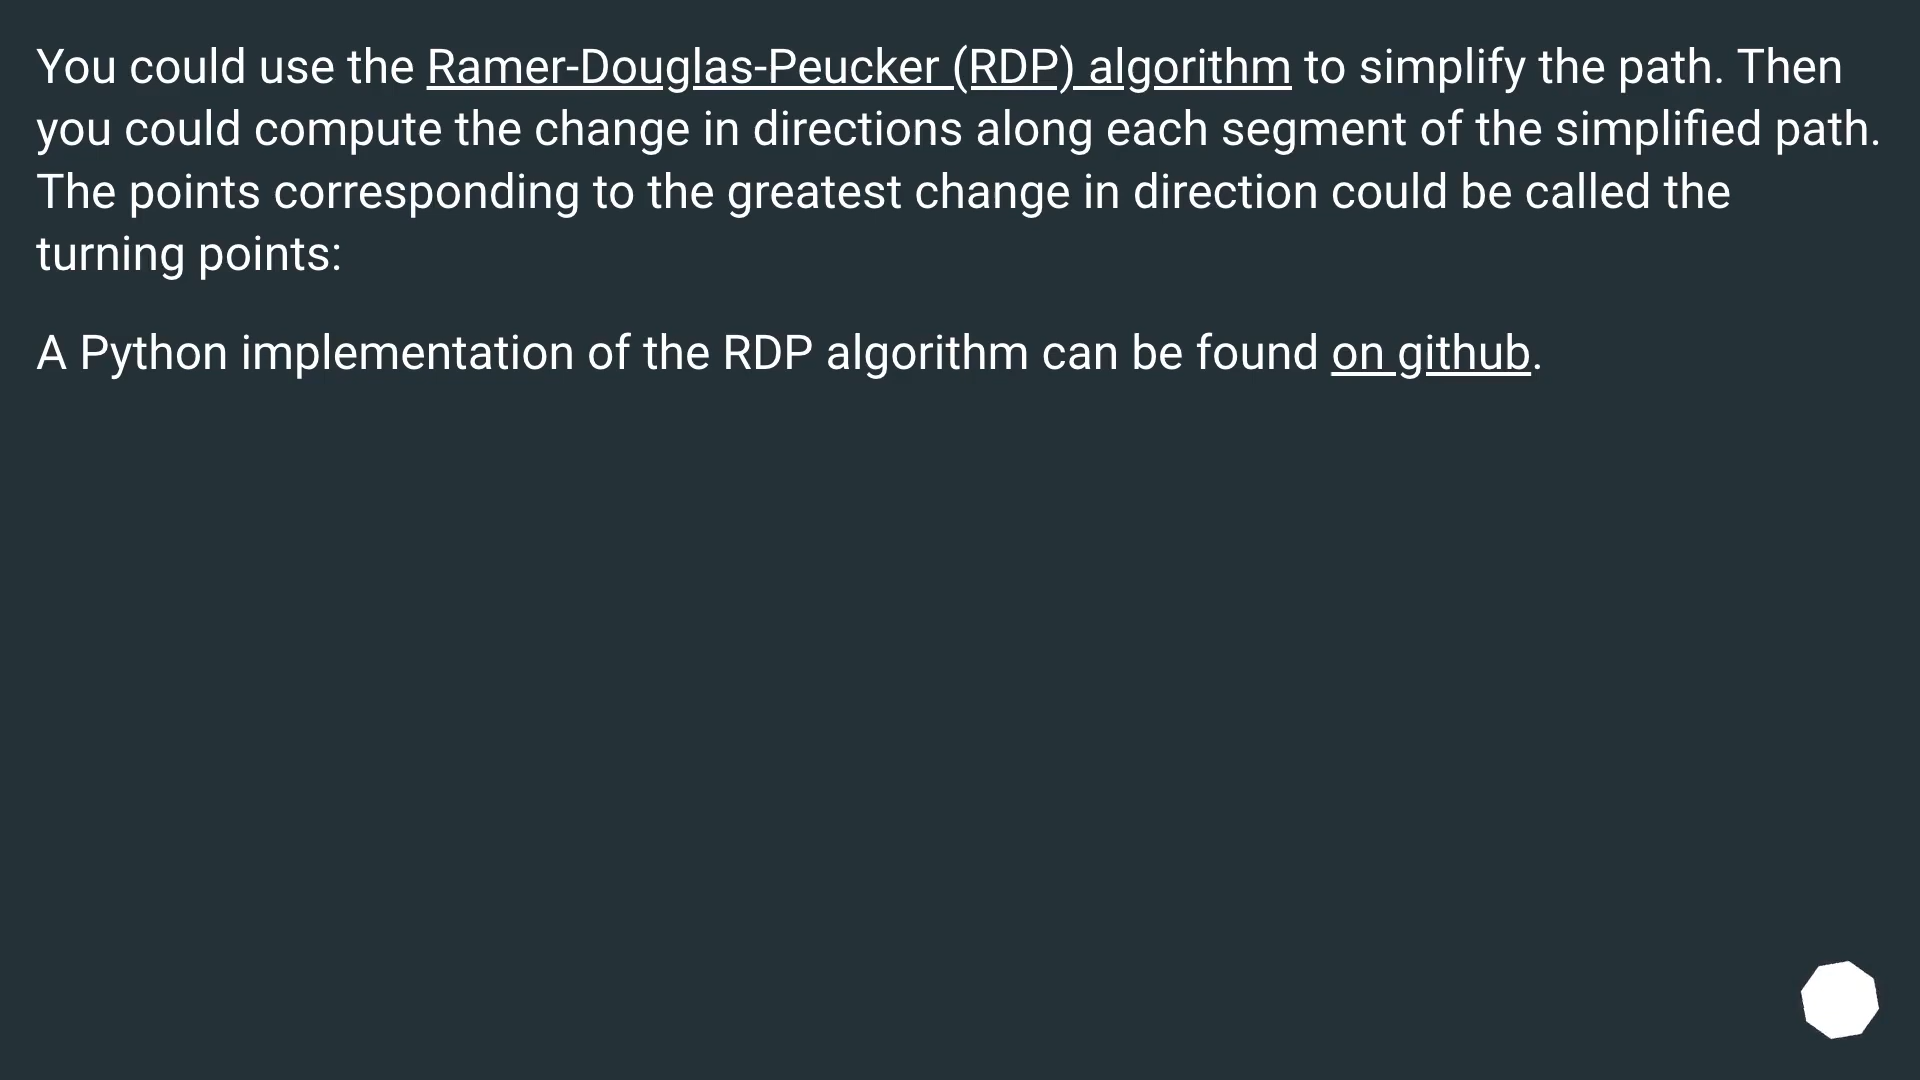 You could use the Ramer-Douglas-Peucker (RDP) algorithm to simplify the path. Then
you could compute the change in directions along each segment of the simplified path.
The points corresponding to the greatest change in direction could be called the
turning points:
A Python implementation of the RDP algorithm can be found on github.